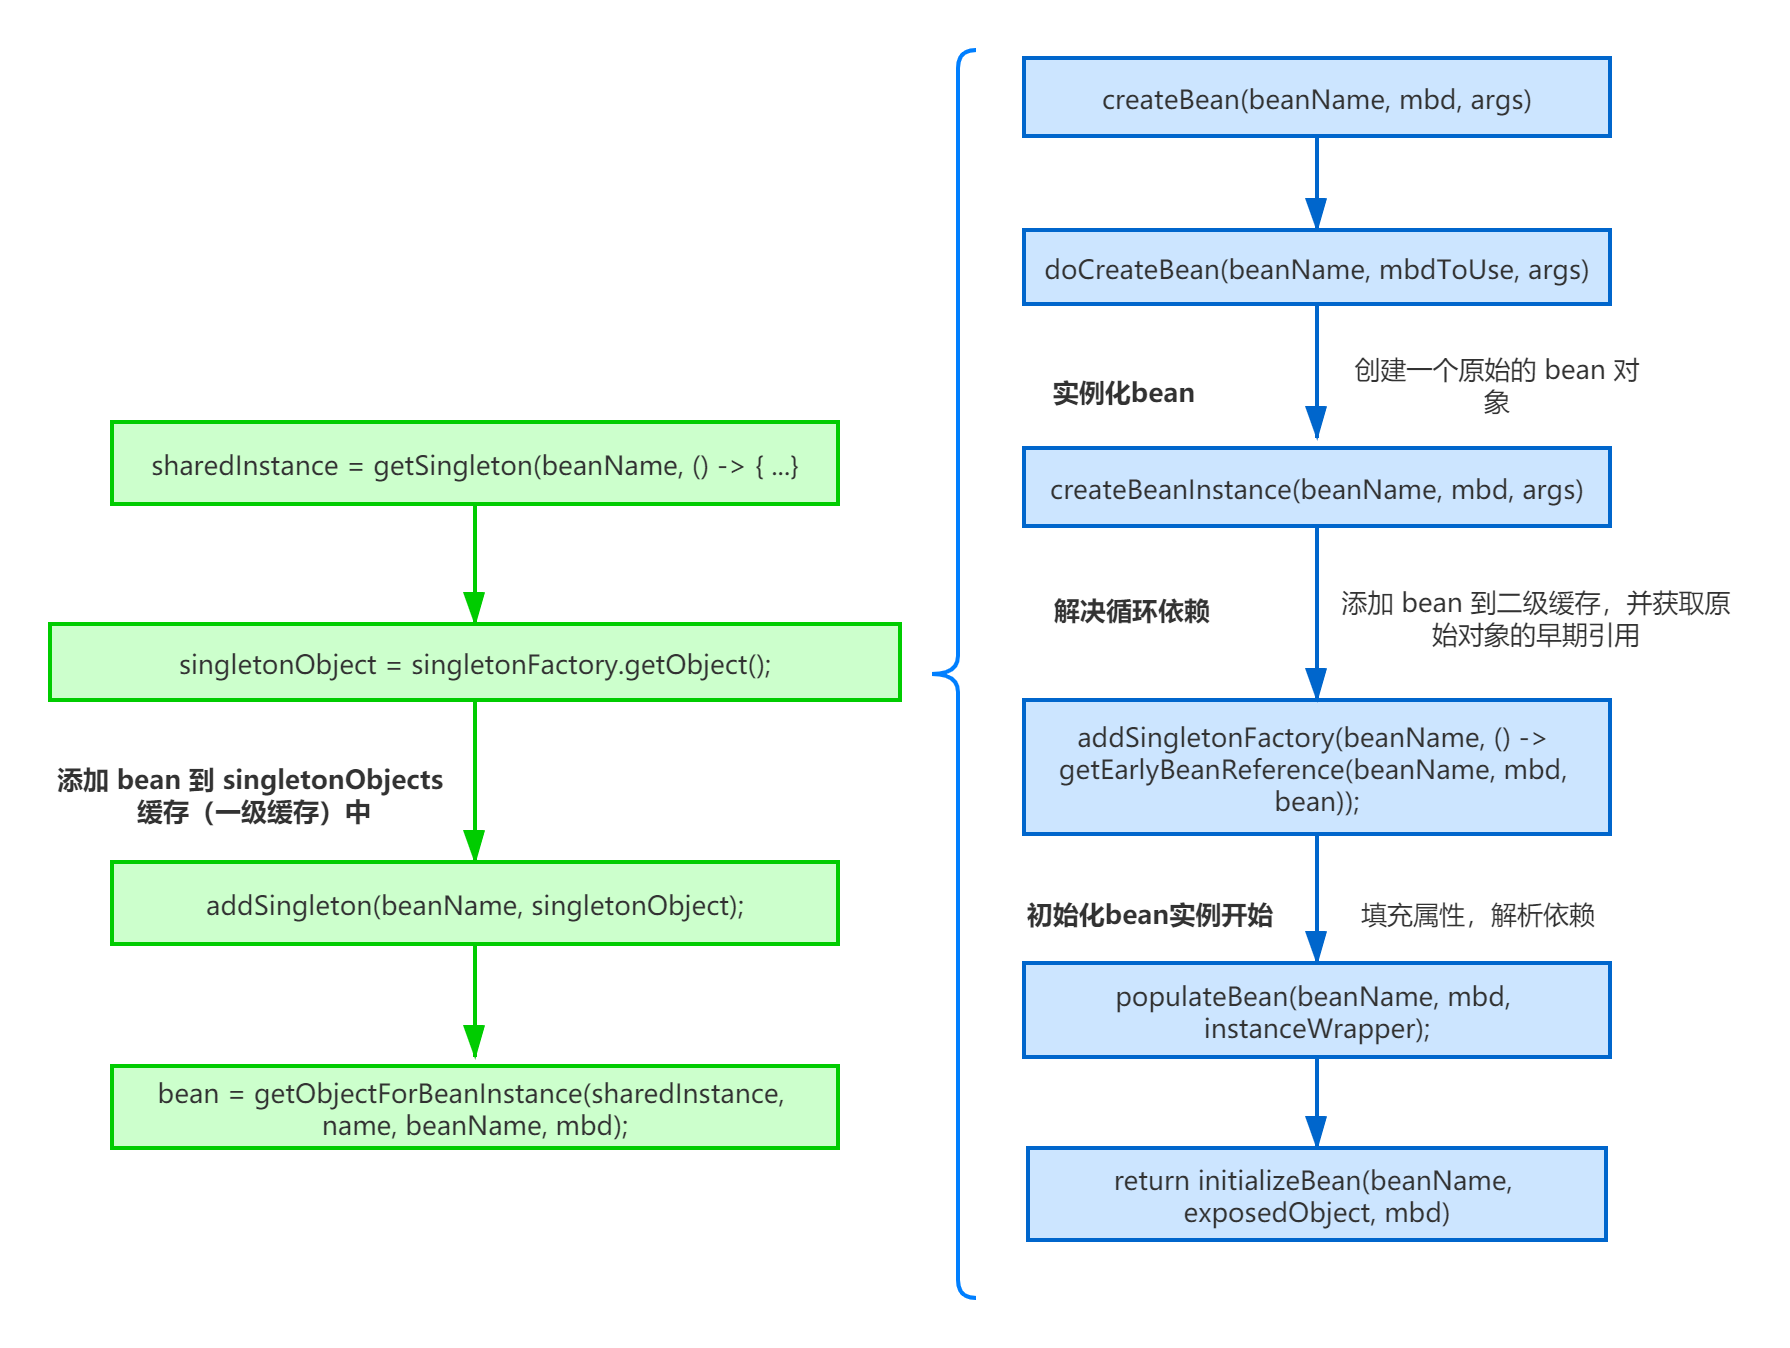 sharedInstance = getSingleton(beanName, () -> { ...}
singletonObject = singletonFactory.getObject();
添加 bean 到 singletonObjects
缓存（一级缓存）中
addSingleton(beanName, singletonObject);
bean = getObjectForBeanInstance(sharedInstance,
name, beanName, mbd);
createBean(beanName, mbd, args)
doCreateBean(beanName, mbdToUse, args)
实例化bean
创建一个原始的 bean 对
象
createBeanInstance(beanName, mbd, args)
解决循环依赖
添加 bean 到二级缓存，并获取原
始对象的早期引用
addSingletonFactory(beanName, () ->
getEarlyBeanReference(beanName, mbd,
bean));
初始化bean实例开始
填充属性，解析依赖
populateBean(beanName, mbd,
instanceWrapper);
return initializeBean(beanName,
exposedObject, mbd)